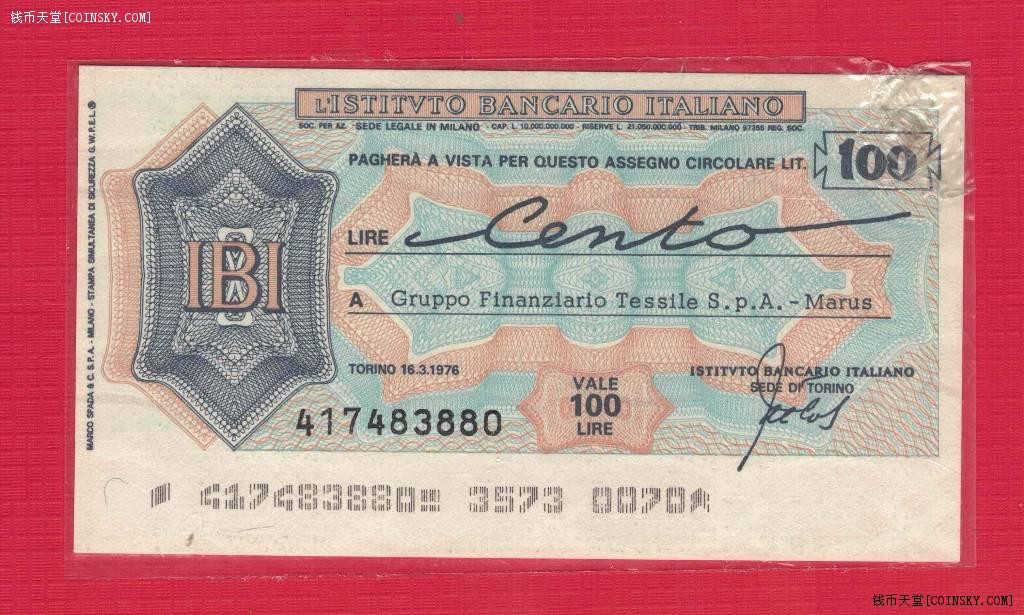 钱币天堂[COINSKY.COM]
L'ISTITVTO BANCARIO ITALIANO
SOC. PER AZ. - SEDE LEGALE IN MILANO - CAP. L. 10.000.000.000 - RISERVE L. 21.050.000.000 - TRIB. MILANO 97255 REG. SOC.
PAGHERÀ A VISTA PER QUESTO ASSEGNO CIRCOLARE LIT. 100
LIRE Cento
A Gruppo Finanziario Tessile S.p.A. - Marus
IBI
TORINO 16.3.1976
ISTITVTO BANCARIO ITALIANO
SEDE DI TORINO
VALE
100
LIRE
417483880
417483880 3573 0070
MARCO SPADA & C. S.P.A. - MILANO - STAMPA SIMULTANEA DI SICUREZZA G.W.P.E.L.®
钱币天堂[COINSKY.COM]